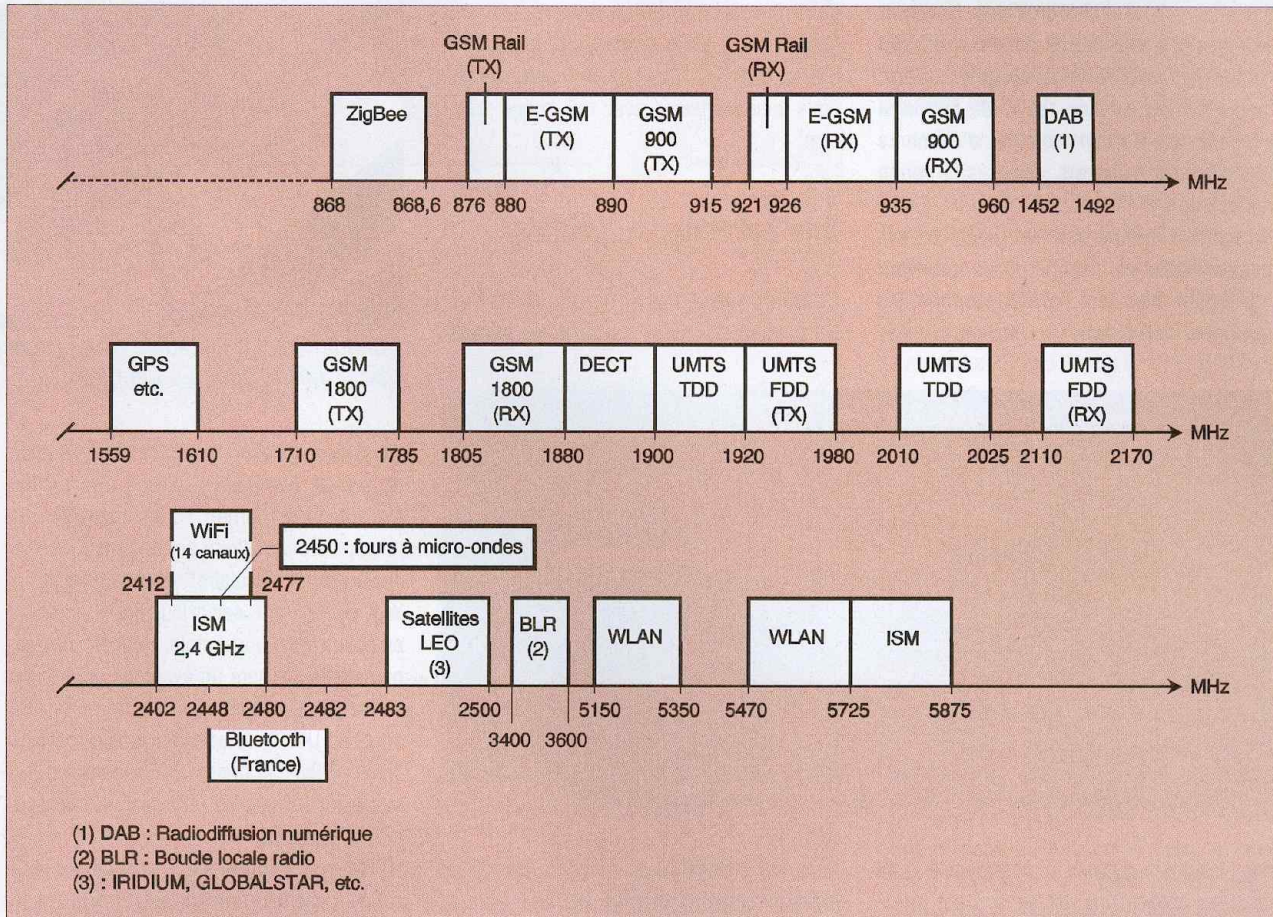 GSM Rail
(TX)
GSM Rail
(RX)
ZigBee
E-GSM
(TX)
GSM
900
(TX)
E-GSM
(RX)
GSM
900
(RX)
DAB
(1)
MHz
868
868,6
876
880
890
915
921
926
935
960
1452
1492
GPS
etc.
GSM
1800
(TX)
GSM
1800
(RX)
DECT
UMTS
TDD
UMTS
FDD
(TX)
UMTS
TDD
UMTS
FDD
(RX)
MHz
1559
1610
1710
1785
1805
1880
1900
1920
1980
2010
2025
2110
2170
WiFi
(14 canaux)
2450 : fours à micro-ondes
2412
2477
ISM
2,4 GHz
Satellites
LEO
(3)
BLR
(2)
WLAN
WLAN
ISM
MHz
2402
2448
2480
2482
2483
2500
5150
5350
5470
5725
5875
3400
3600
Bluetooth
(France)
(1) DAB : Radiodiffusion numérique
(2) BLR : Boucle locale radio
(3) : IRIDIUM, GLOBALSTAR, etc.